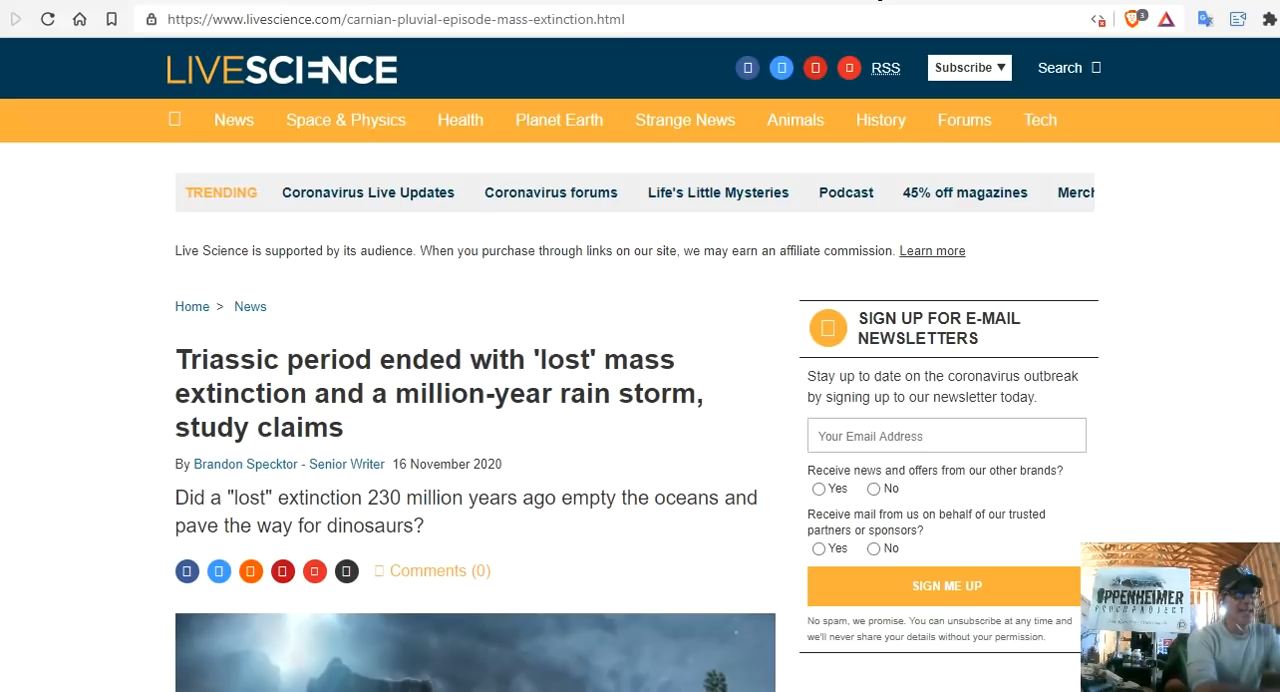 https://www.livescience.com/carnian-pluvial-episode-mass-extinction.html
3
LIVESCIENCE
RSS
Subscribe ▼
Search
News
Space & Physics
Health
Planet Earth
Strange News
Animals
History
Forums
Tech
TRENDING
Coronavirus Live Updates
Coronavirus forums
Life's Little Mysteries
Podcast
45% off magazines
Merch
Live Science is supported by its audience. When you purchase through links on our site, we may earn an affiliate commission. Learn more
Home > News
Triassic period ended with 'lost' mass
extinction and a million-year rain storm,
study claims
By Brandon Specktor - Senior Writer 16 November 2020
Did a "lost" extinction 230 million years ago empty the oceans and
pave the way for dinosaurs?
Comments (0)
SIGN UP FOR E-MAIL
NEWSLETTERS
Stay up to date on the coronavirus outbreak
by signing up to our newsletter today.
Your Email Address
Receive news and offers from our other brands?
Yes No
Receive mail from us on behalf of our trusted
partners or sponsors?
Yes No
SIGN ME UP
No spam, we promise. You can unsubscribe at any time and
we'll never share your details without your permission.
OPPENHEIMER